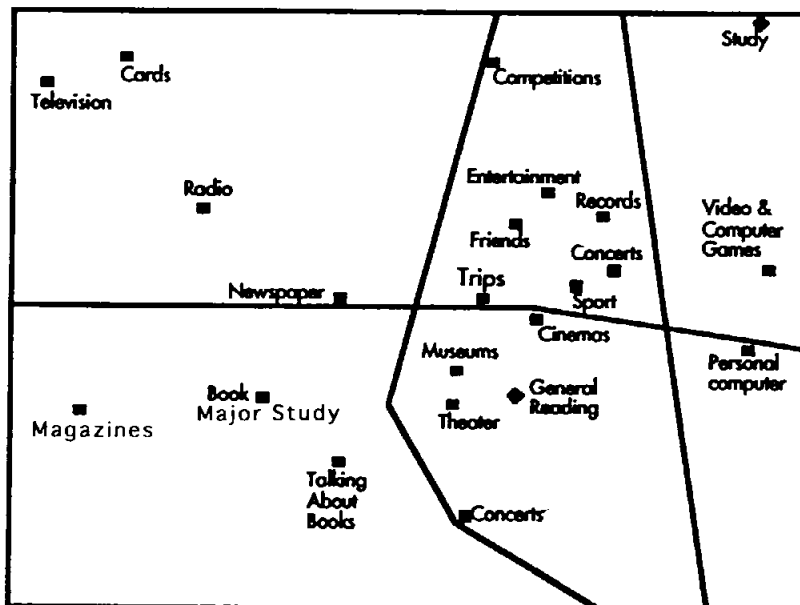 Study
Cards
Television
Competitions
Radio
Entertainment
Records
Video &
Computer
Games
Friends
Concerts
Trips
Newspaper
Sport
Cinemas
Museums
Personal
computer
Book
Major Study
General
Reading
Magazines
Theater
Talking
About
Books
Concerts